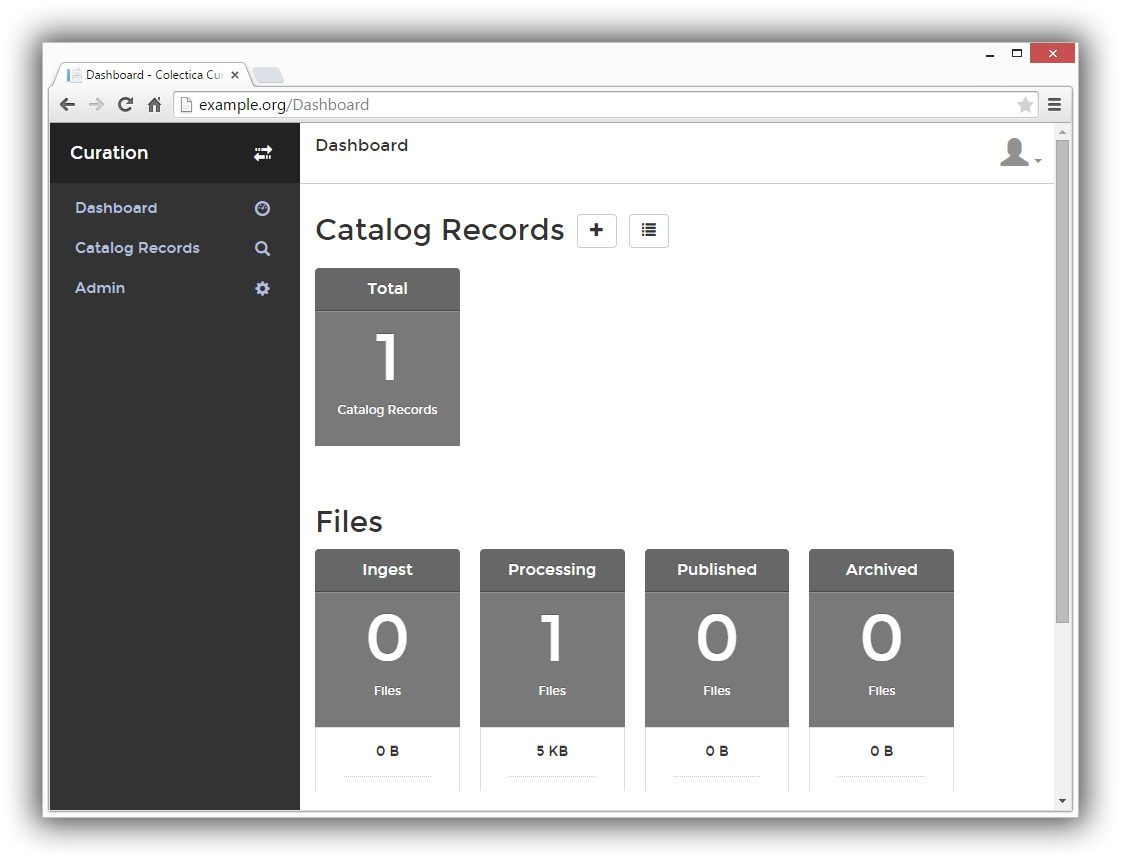 Dashboard - Colectica Cu
example.org/Dashboard
Curation
Dashboard
Catalog Records
Admin
Dashboard
Catalog Records
Total
1
Catalog Records
Files
Ingest Processing Published Archived
0 1 0 0
Files Files Files Files
0 B 5 KB 0 B 0 B